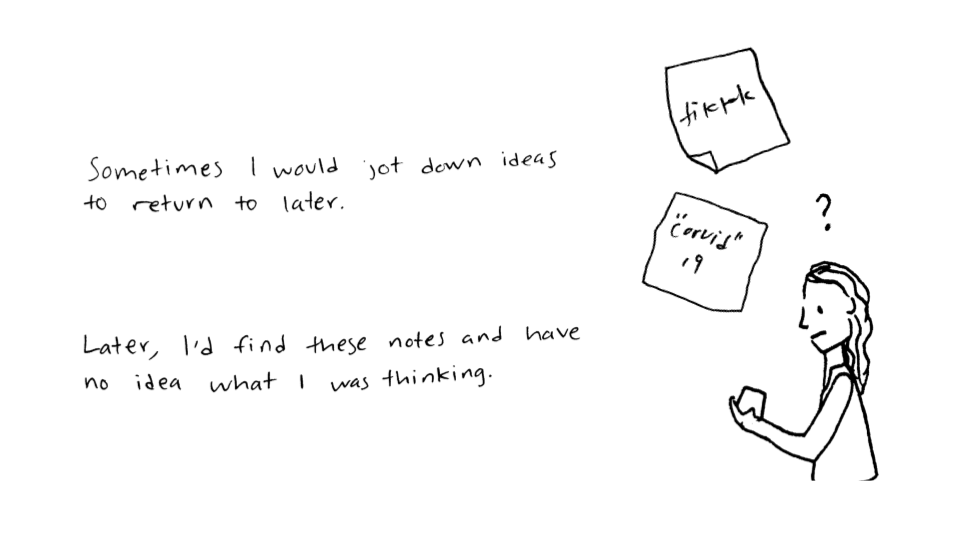 Sometimes I would jot down ideas
to return to later.
Later, I'd find these notes and have
no idea what I was thinking.
tiktok
"Corvid"
19
?